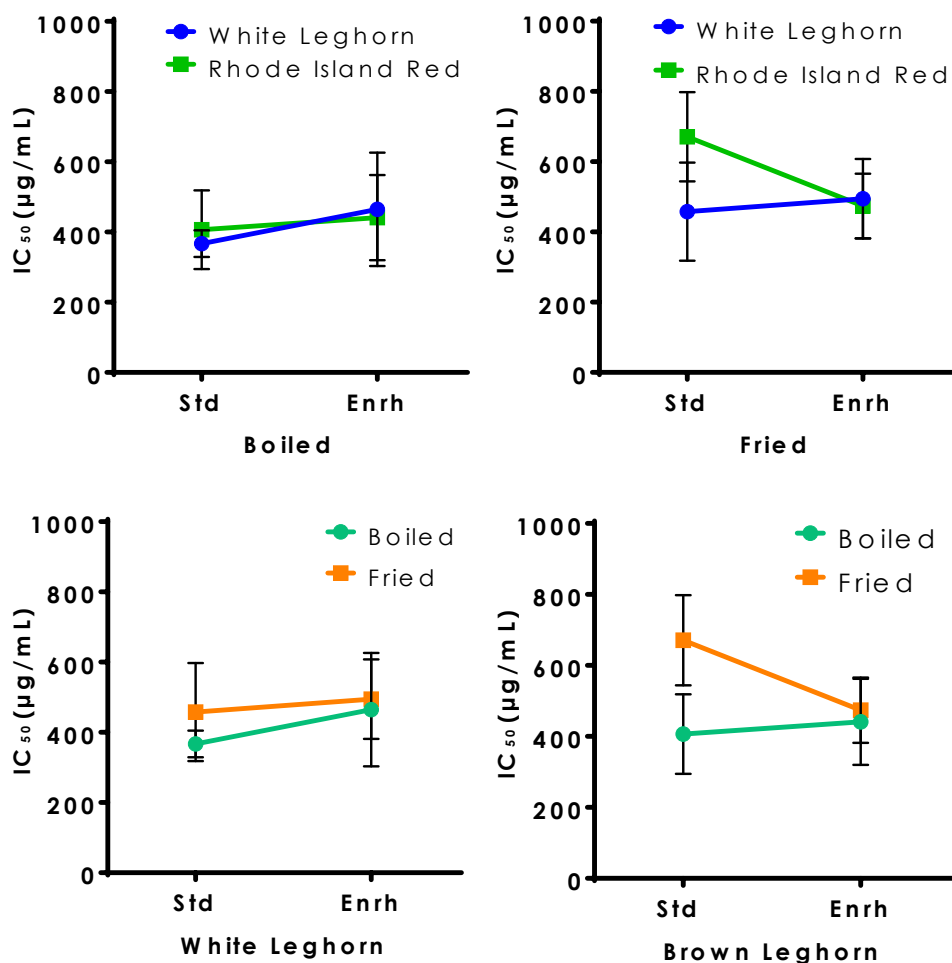 1000
800
600
400
200
0
IC₅₀ (µg/mL)
White Leghorn
Rhode Island Red
Std Enrh
Boiled
1000
800
600
400
200
0
IC₅₀ (µg/mL)
White Leghorn
Rhode Island Red
Std Enrh
Fried
1000
800
600
400
200
0
IC₅₀ (µg/mL)
Boiled
Fried
Std Enrh
White Leghorn
1000
800
600
400
200
0
IC₅₀ (µg/mL)
Boiled
Fried
Std Enrh
Brown Leghorn